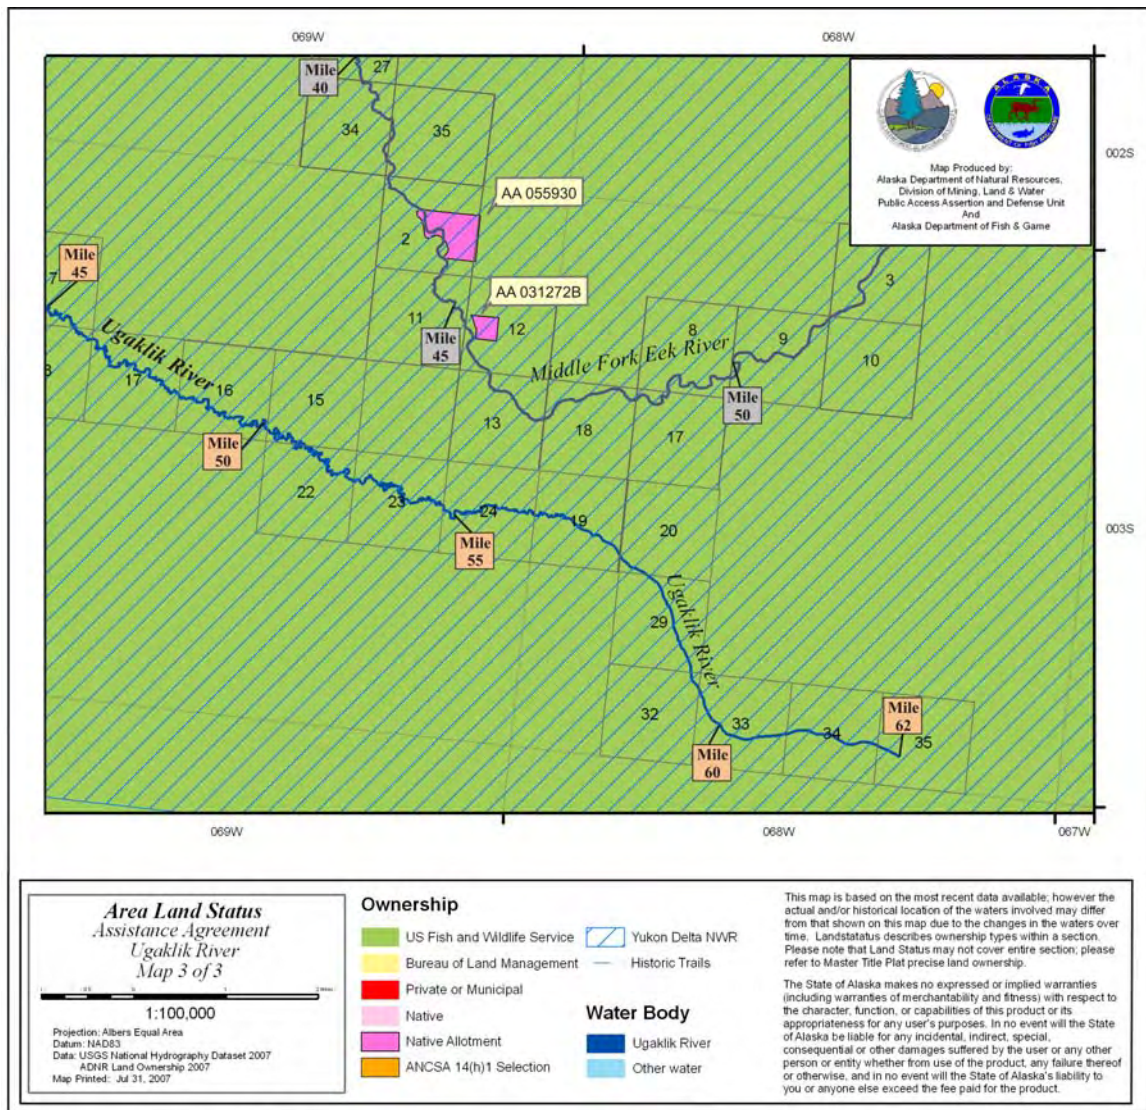 069W
068W
Mile
40
27
34
35
ALASKA
DEPARTMENT OF FISH AND GAME
Map Produced by:
Alaska Department of Natural Resources,
Division of Mining, Land & Water
Public Access Assertion and Defense Unit
And
Alaska Department of Fish & Game
002S
AA 055930
2
Mile
45
7
AA 031272B
3
11
12
Mile
45
8
9
10
Middle Fork Eek River
Mile
50
Ugaklik River
8
17
16
15
13
18
17
Mile
50
22
23
24
19
20
Mile
55
003S
Ugaklik River
29
32
33
34
35
Mile
62
Mile
60
069W
068W
067W
Area Land Status
Assistance Agreement
Ugaklik River
Map 3 of 3
1:100,000
Projection: Albers Equal Area
Datum: NAD83
Data: USGS National Hydrography Dataset 2007
ADNR Land Ownership 2007
Map Printed: Jul 31, 2007
Ownership
US Fish and Wildlife Service
Bureau of Land Management
Private or Municipal
Native
Native Allotment
ANCSA 14(h)1 Selection
Yukon Delta NWR
Historic Trails
Water Body
Ugaklik River
Other water
This map is based on the most recent data available; however the
actual and/or historical location of the waters involved may differ
from that shown on this map due to the changes in the waters over
time. Landstatatus describes ownership types within a section.
Please note that Land Status may not cover entire section; please
refer to Master Title Plat precise land ownership.
The State of Alaska makes no expressed or implied warranties
(including warranties of merchantability and fitness) with respect to
the character, function, or capabilities of this product or its
appropriateness for any user's purposes. In no event will the State
of Alaska be liable for any incidental, indirect, special,
consequential or other damages suffered by the user or any other
person or entity whether from use of the product, any failure thereof
or otherwise, and in no event will the State of Alaska's liability to
you or anyone else exceed the fee paid for the product.